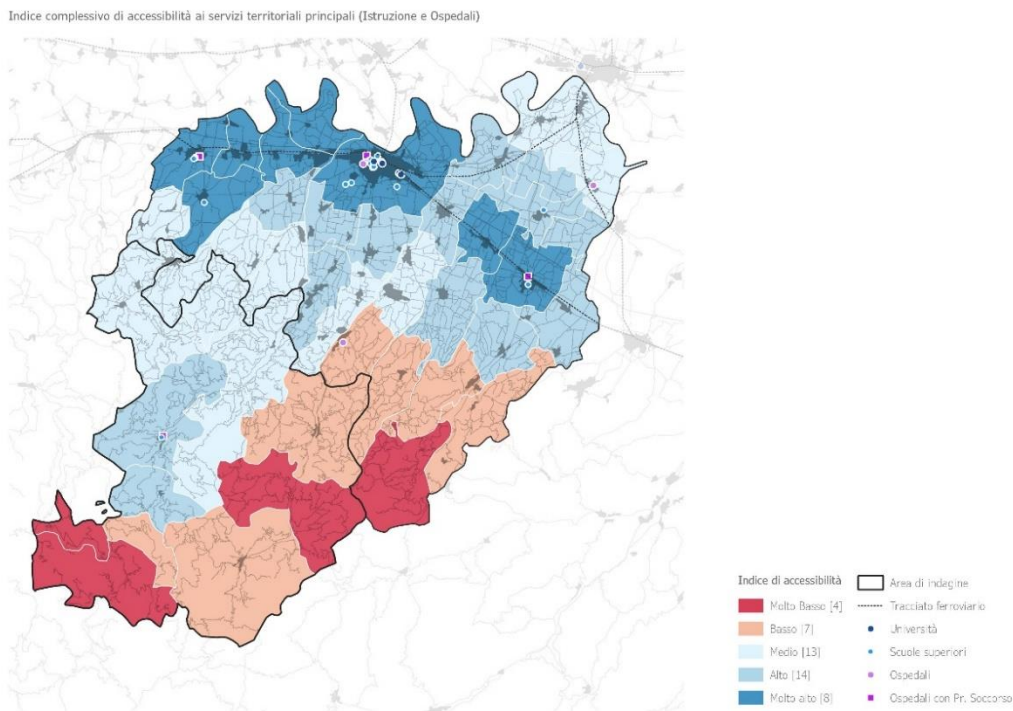 Indice complessivo di accessibilità ai servizi territoriali principali (Istruzione e Ospedali)
Indice di accessibilità
Molto Basso [4]
Basso [7]
Medio [13]
Alto [14]
Molto alto [8]
Area di indagine
Tracciato ferroviario
Università
Scuole superiori
Ospedali
Ospedali con Pr. Soccorso